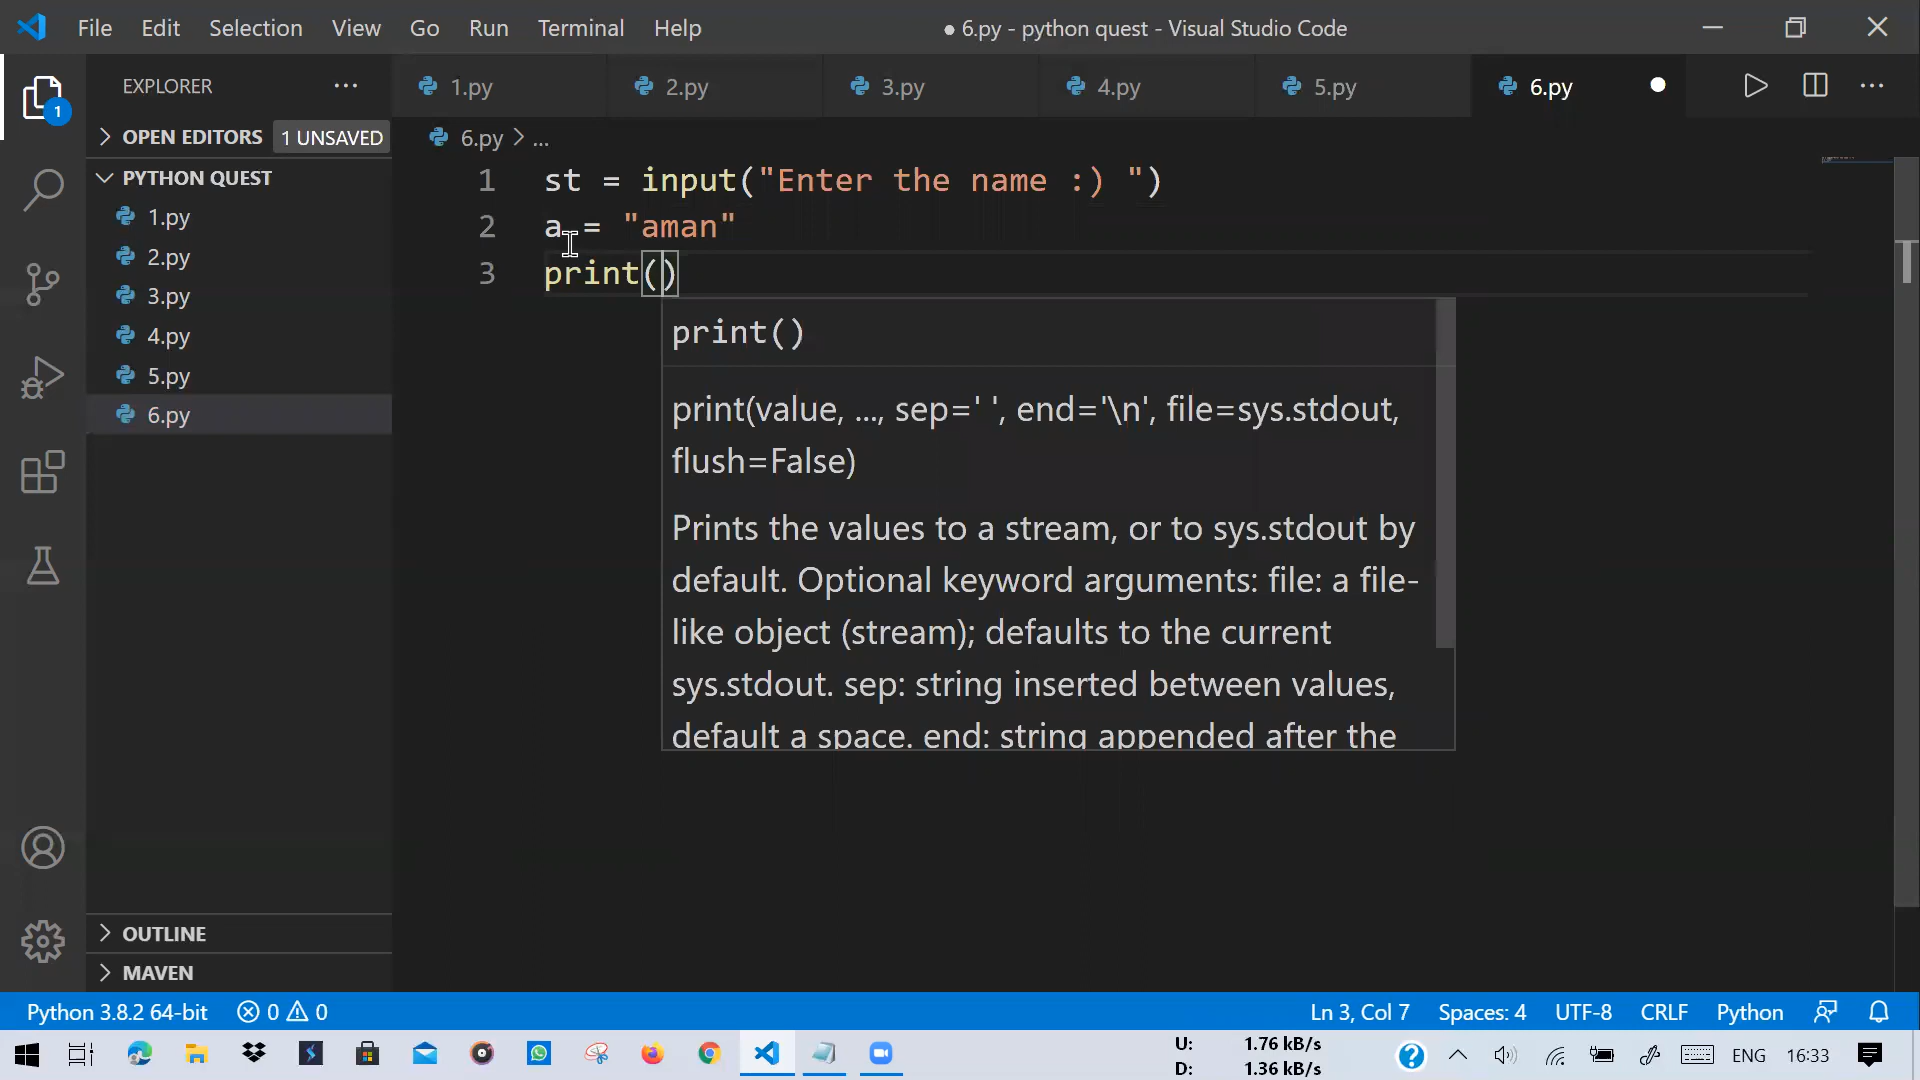 File Edit Selection View Go Run Terminal Help
● 6.py - python quest - Visual Studio Code
EXPLORER
1.py 2.py 3.py 4.py 5.py 6.py
1
OPEN EDITORS 1 UNSAVED
6.py > ...
PYTHON QUEST
1.py
2.py
3.py
4.py
5.py
6.py
1 st = input("Enter the name :) ")
2 a = "aman"
3 print()
print()
print(value, ..., sep=' ', end='\n', file=sys.stdout,
flush=False)
Prints the values to a stream, or to sys.stdout by
default. Optional keyword arguments: file: a file-
like object (stream); defaults to the current
sys.stdout. sep: string inserted between values,
default a space. end: string appended after the
OUTLINE
MAVEN
Python 3.8.2 64-bit 0 0 Ln 3, Col 7 Spaces: 4 UTF-8 CRLF Python
U: 1.76 kB/s
D: 1.36 kB/s
ENG 16:33